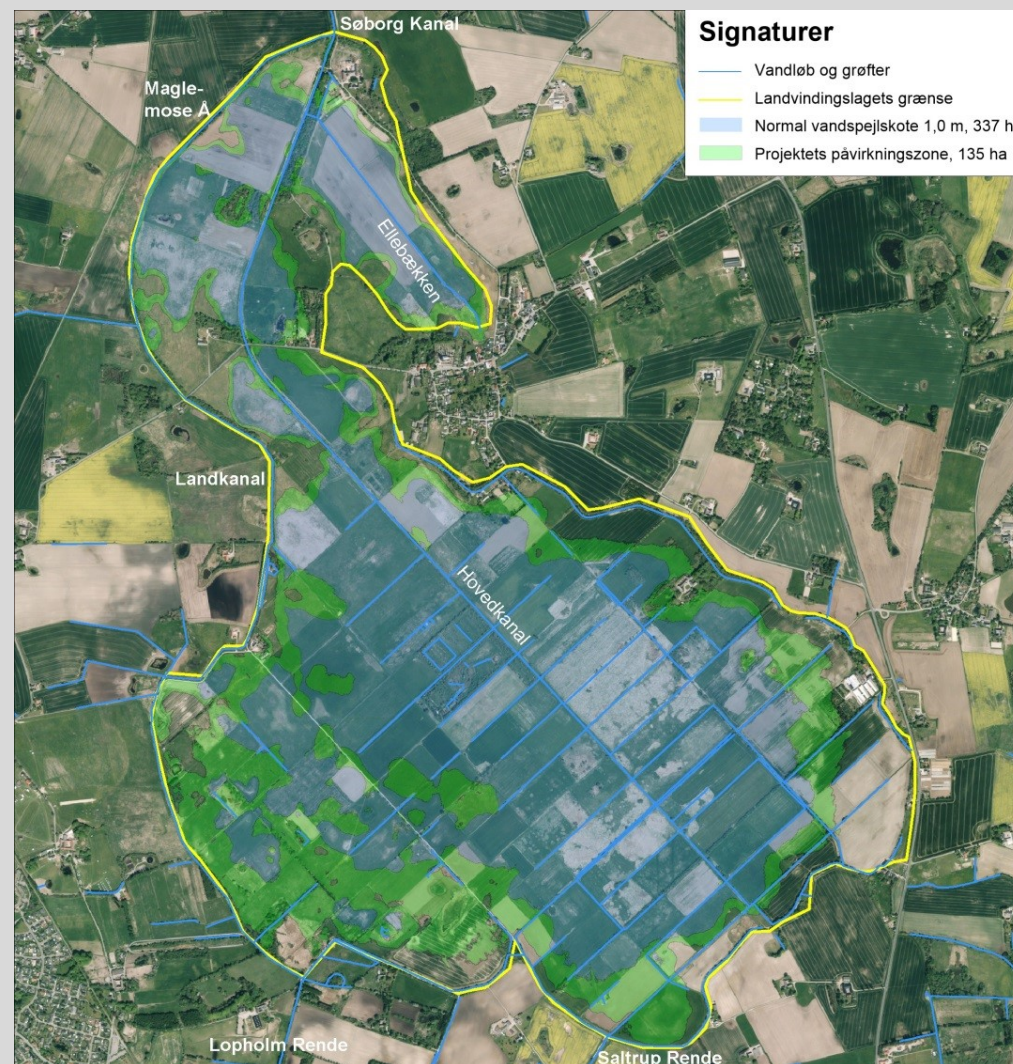 Søborg Kanal
Signaturer
Vandløb og grøfter
Landvindingslagets grænse
Normal vandspejlskote 1,0 m, 337 h
Projektets påvirkningszone, 135 ha
Magle-
mose Å
Ellebækken
Landkanal
Hovedkanal
Lopholm Rende
Saltrup Rende